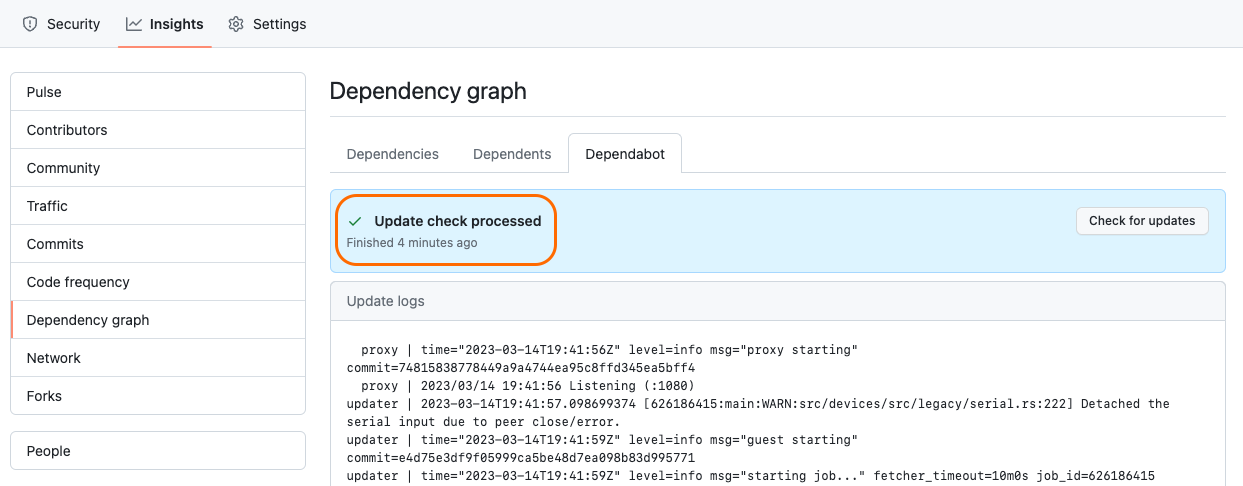 Security Insights Settings
Pulse
Contributors
Community
Traffic
Commits
Code frequency
Dependency graph
Network
Forks
People
Dependency graph
Dependencies Dependents Dependabot
Update check processed
Finished 4 minutes ago
Check for updates
Update logs
proxy | time="2023-03-14T19:41:56Z" level=info msg="proxy starting"
commit=74815838778449a9a4744ea95c8ffd345ea5bff4
proxy | 2023/03/14 19:41:56 Listening (:1080)
updater | 2023-03-14T19:41:57.098699374 [626186415:main:WARN:src/devices/src/legacy/serial.rs:222] Detached the
serial input due to peer close/error.
updater | time="2023-03-14T19:41:59Z" level=info msg="guest starting"
commit=e4d75e3df9f05999ca5be48d7ea098b83d995771
updater | time="2023-03-14T19:41:59Z" level=info msg="starting job..." fetcher_timeout=10m0s job_id=626186415